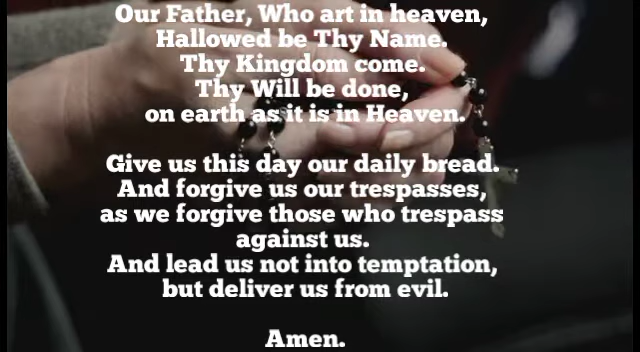 Our Father, Who art in heaven,
Hallowed be Thy Name.
Thy Kingdom come.
Thy Will be done,
on earth as it is in Heaven.
Give us this day our daily bread.
And forgive us our trespasses,
as we forgive those who trespass
against us.
And lead us not into temptation,
but deliver us from evil.
Amen.